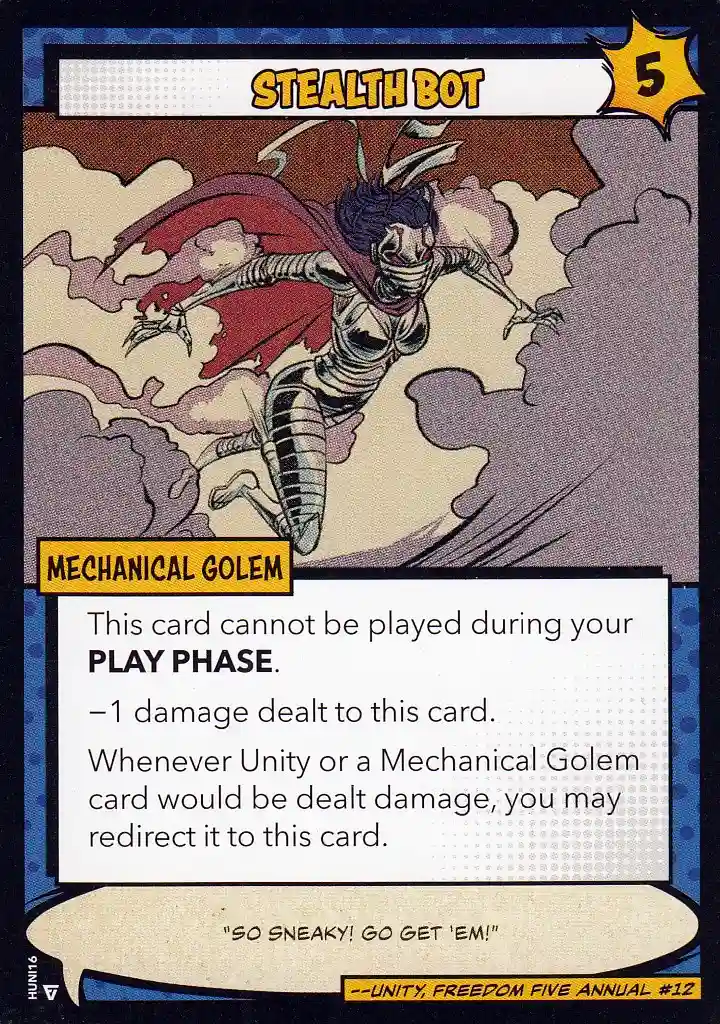 STEALTH BOT
5
MECHANICAL GOLEM
This card cannot be played during your
PLAY PHASE.
−1 damage dealt to this card.
Whenever Unity or a Mechanical Golem
card would be dealt damage, you may
redirect it to this card.
"SO SNEAKY! GO GET 'EM!"
--UNITY, FREEDOM FIVE ANNUAL #12
HUNI16